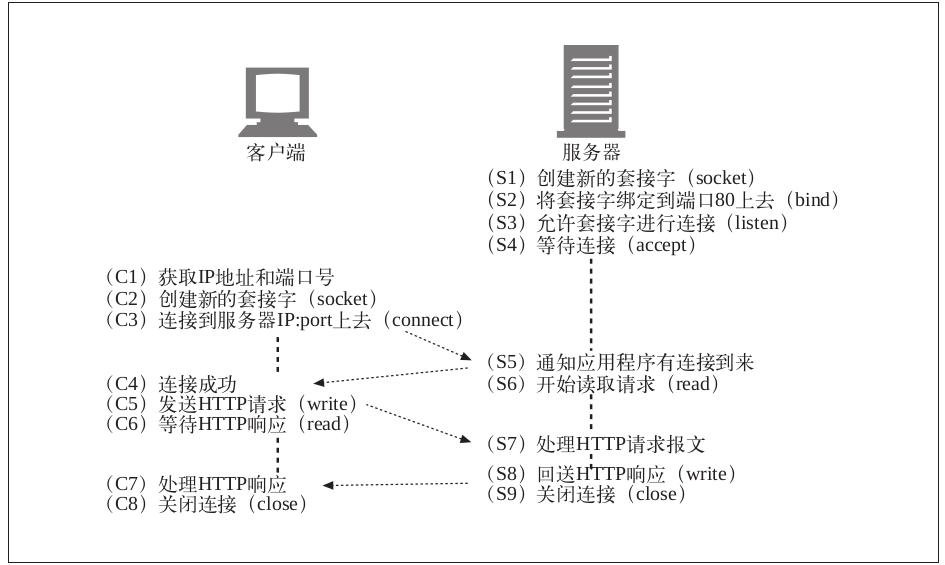 客户端
服务器
（S1）创建新的套接字（socket）
（S2）将套接字绑定到端口80上去（bind）
（S3）允许套接字进行连接（listen）
（S4）等待连接（accept）
（C1）获取IP地址和端口号
（C2）创建新的套接字（socket）
（C3）连接到服务器IP:port上去（connect）
（S5）通知应用程序有连接到来
（S6）开始读取请求（read）
（C4）连接成功
（C5）发送HTTP请求（write）
（C6）等待HTTP响应（read）
（S7）处理HTTP请求报文
（S8）回送HTTP响应（write）
（S9）关闭连接（close）
（C7）处理HTTP响应
（C8）关闭连接（close）